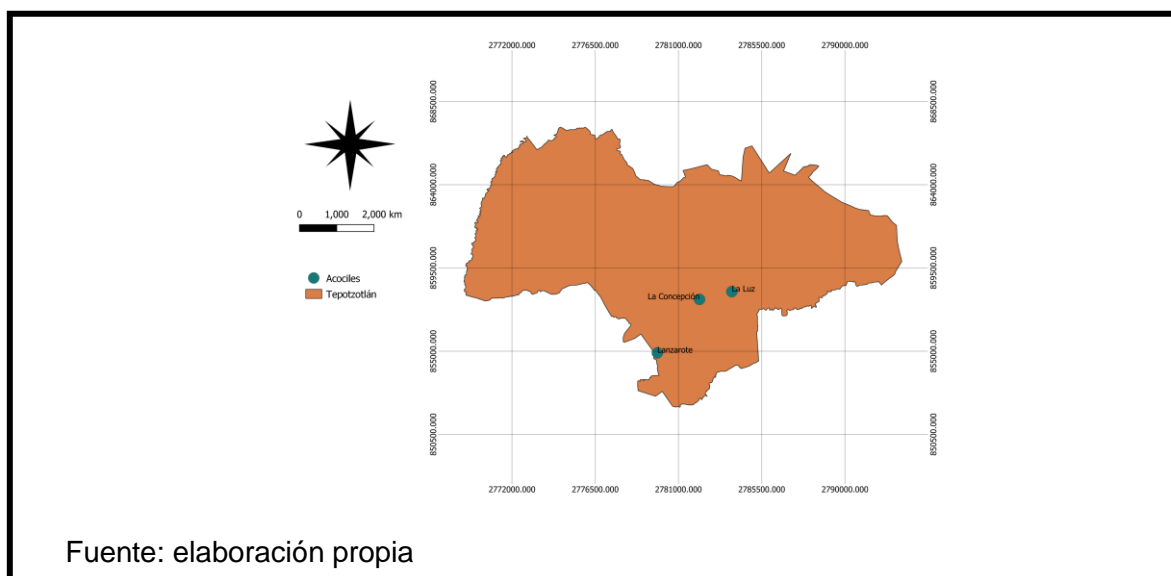 2772000.000 2776500.000 2781000.000 2785500.000 2790000.000
868500.000 868500.000
864000.000 864000.000
0 1,000 2,000 km
859500.000 859500.000
Acociles
Tepotzotlán
La Luz
La Concepción
Lanzarote
855000.000 855000.000
850500.000 850500.000
2772000.000 2776500.000 2781000.000 2785500.000 2790000.000
Fuente: elaboración propia